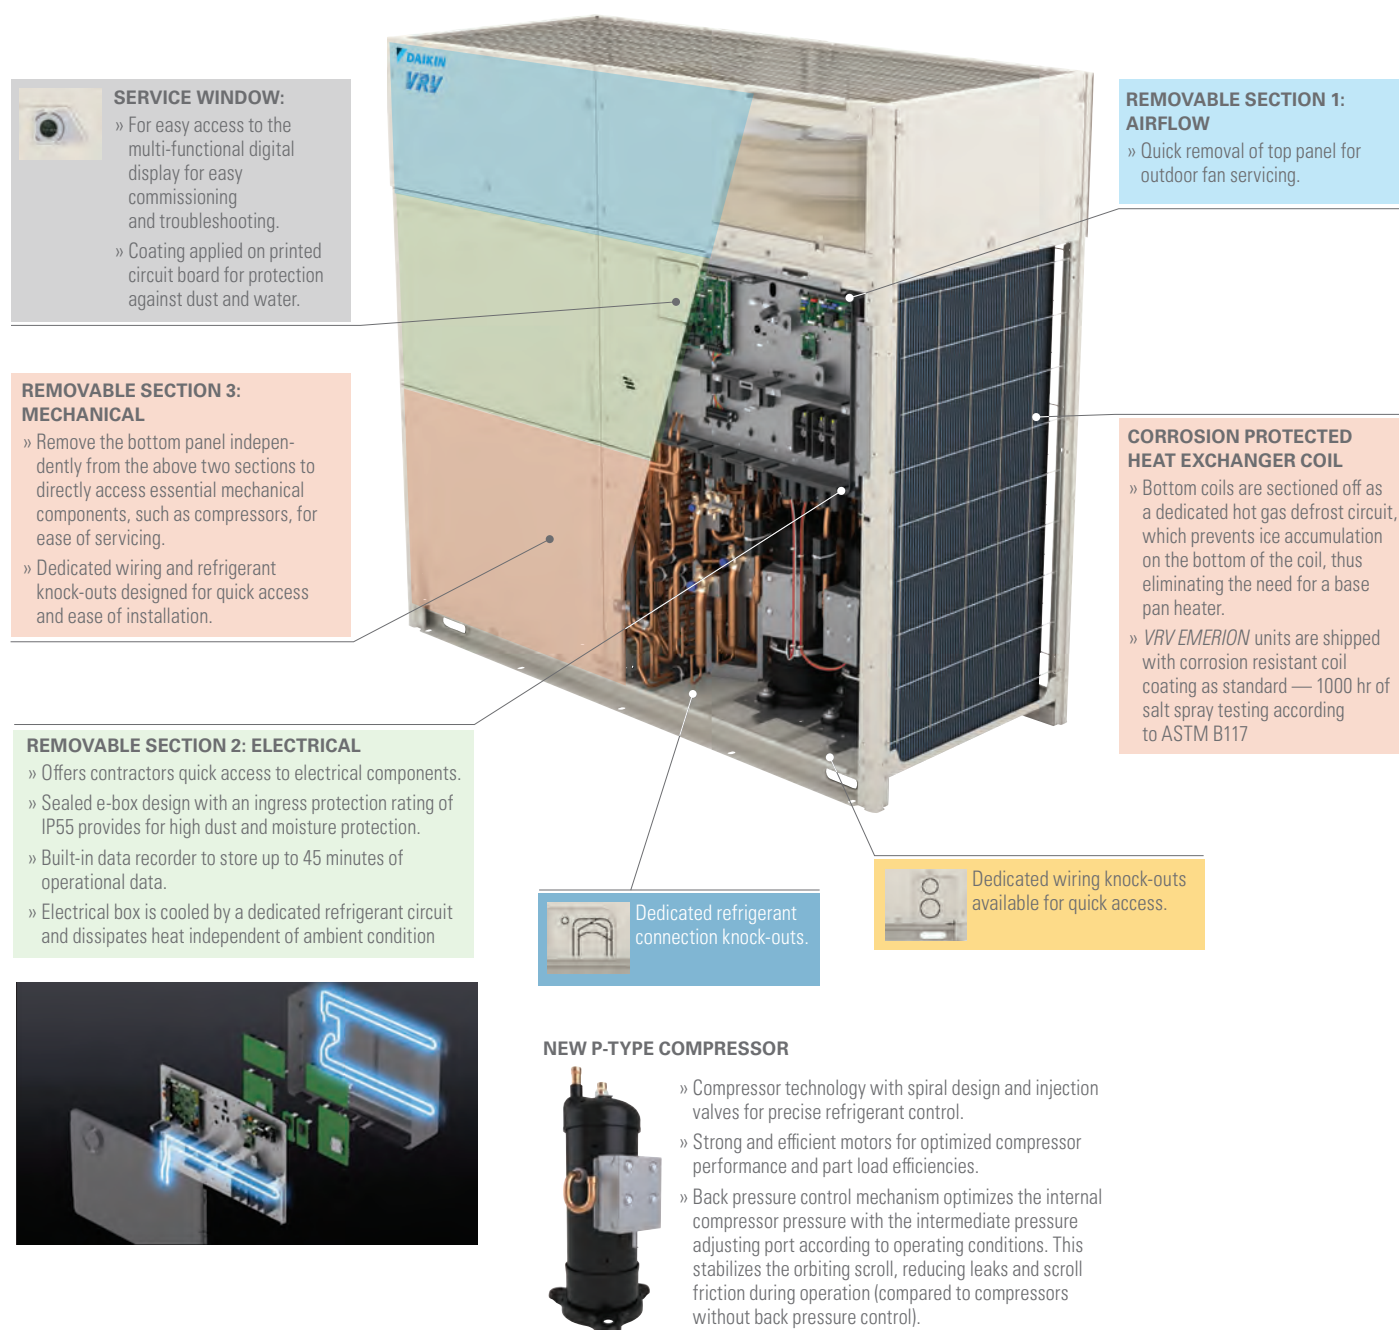 DAIKIN
VRV
SERVICE WINDOW:
» For easy access to the
multi-functional digital
display for easy
commissioning
and troubleshooting.
» Coating applied on printed
circuit board for protection
against dust and water.
REMOVABLE SECTION 1:
AIRFLOW
» Quick removal of top panel for
outdoor fan servicing.
REMOVABLE SECTION 3:
MECHANICAL
» Remove the bottom panel indepen-
dently from the above two sections to
directly access essential mechanical
components, such as compressors, for
ease of servicing.
» Dedicated wiring and refrigerant
knock-outs designed for quick access
and ease of installation.
CORROSION PROTECTED
HEAT EXCHANGER COIL
» Bottom coils are sectioned off as
a dedicated hot gas defrost circuit,
which prevents ice accumulation
on the bottom of the coil, thus
eliminating the need for a base
pan heater.
» VRV EMERION units are shipped
with corrosion resistant coil
coating as standard — 1000 hr of
salt spray testing according
to ASTM B117
REMOVABLE SECTION 2: ELECTRICAL
» Offers contractors quick access to electrical components.
» Sealed e-box design with an ingress protection rating of
IP55 provides for high dust and moisture protection.
» Built-in data recorder to store up to 45 minutes of
operational data.
» Electrical box is cooled by a dedicated refrigerant circuit
and dissipates heat independent of ambient condition
Dedicated refrigerant
connection knock-outs.
Dedicated wiring knock-outs
available for quick access.
NEW P-TYPE COMPRESSOR
» Compressor technology with spiral design and injection
valves for precise refrigerant control.
» Strong and efficient motors for optimized compressor
performance and part load efficiencies.
» Back pressure control mechanism optimizes the internal
compressor pressure with the intermediate pressure
adjusting port according to operating conditions. This
stabilizes the orbiting scroll, reducing leaks and scroll
friction during operation (compared to compressors
without back pressure control).